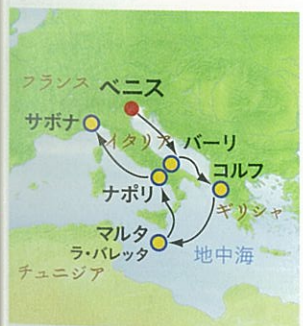 フランス
ベニス
サボナ
イタリア
バーリ
ナポリ
コルフ
ギリシャ
マルタ
ラ・バレッタ
地中海
チュニジア